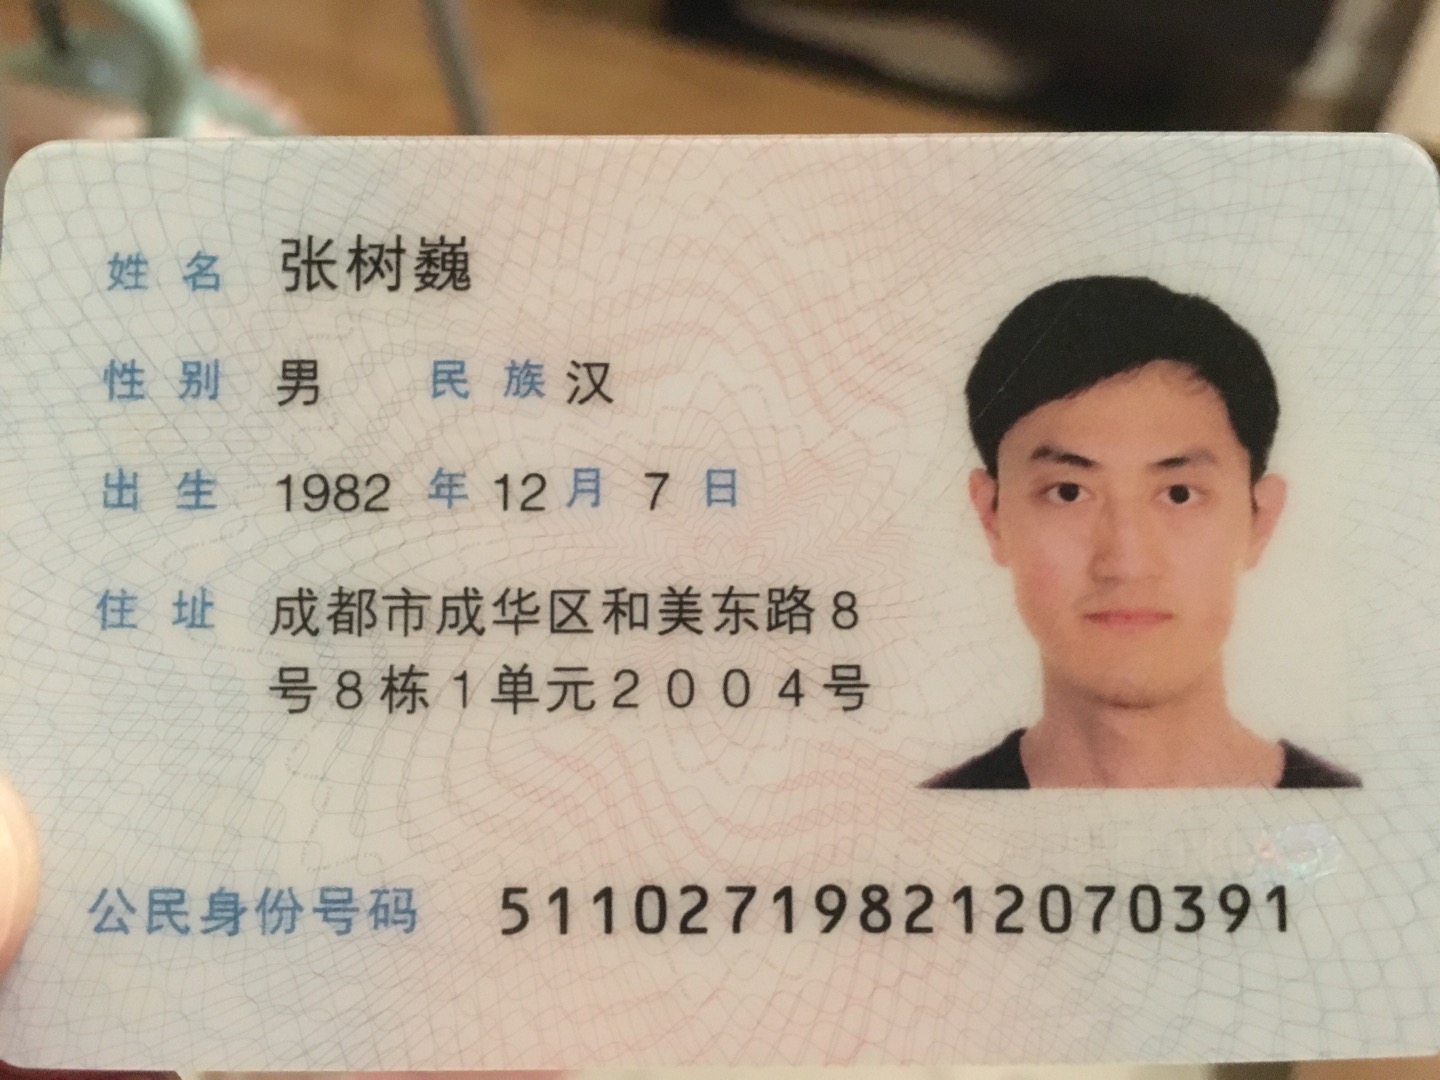 姓名 张树巍
性别 男 民族 汉
出生 1982 年 12 月 7 日
住址 成都市成华区和美东路8
号8栋1单元2004号
公民身份号码 511027198212070391